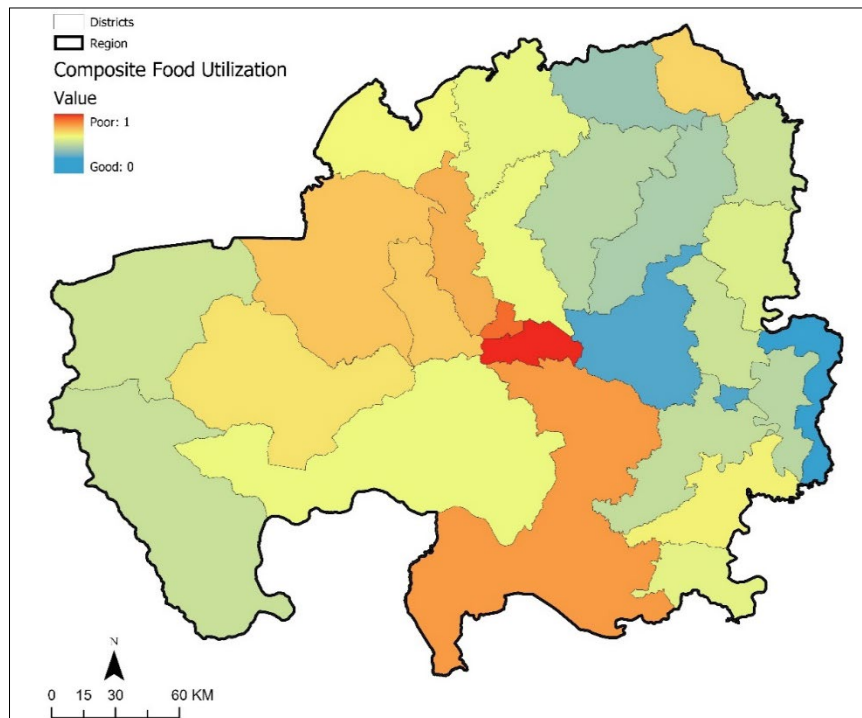 Districts
Region
Composite Food Utilization
Value
Poor: 1
Good: 0
N
0 15 30 60 KM